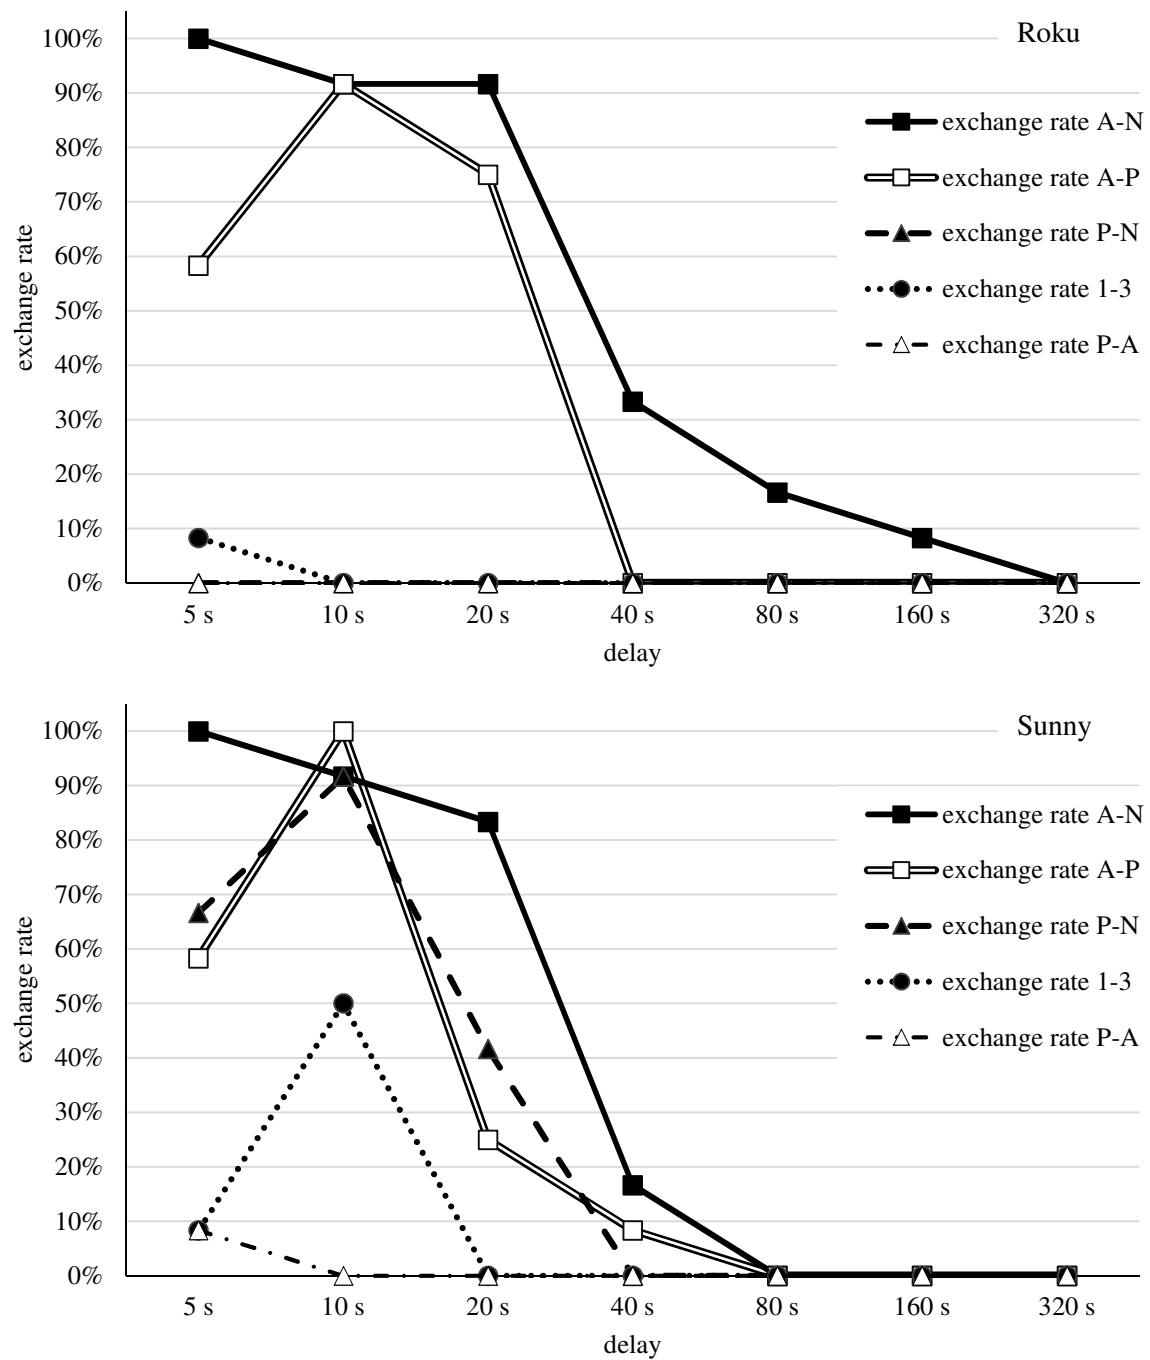 Roku
100%
90%
80%
70%
60%
50%
40%
30%
20%
10%
0%
exchange rate
exchange rate A-N
exchange rate A-P
exchange rate P-N
exchange rate 1-3
exchange rate P-A
5 s 10 s 20 s 40 s 80 s 160 s 320 s
delay
Sunny
100%
90%
80%
70%
60%
50%
40%
30%
20%
10%
0%
exchange rate
exchange rate A-N
exchange rate A-P
exchange rate P-N
exchange rate 1-3
exchange rate P-A
5 s 10 s 20 s 40 s 80 s 160 s 320 s
delay